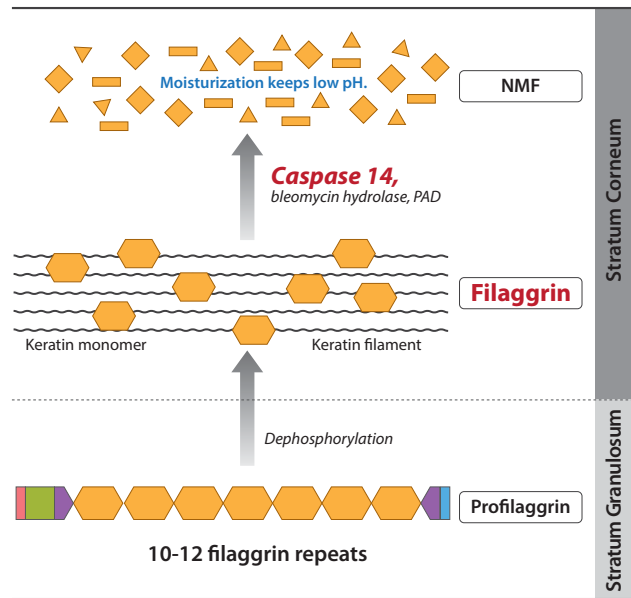 Moisturization keeps low pH.
NMF
Caspase 14,
bleomycin hydrolase, PAD
Stratum Corneum
Filaggrin
Keratin monomer
Keratin filament
Dephosphorylation
Stratum Granulosum
Profilaggrin
10-12 filaggrin repeats